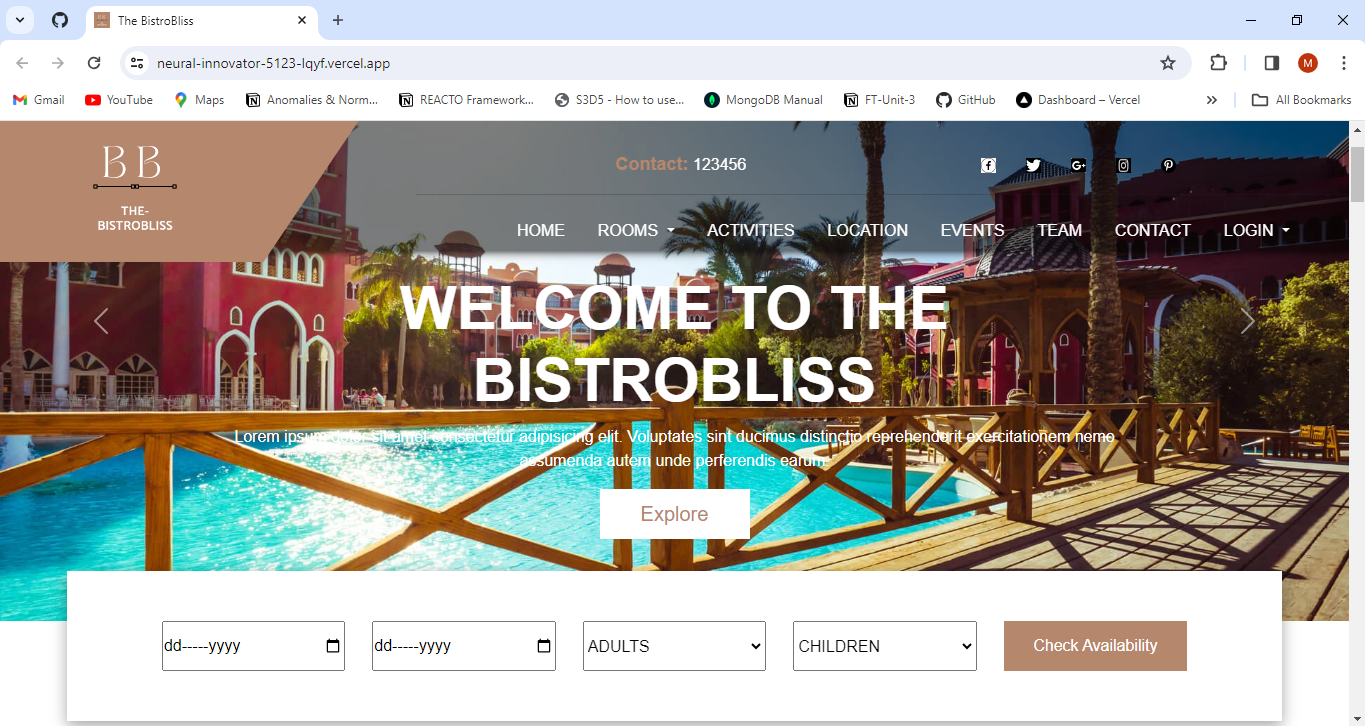 The BistroBliss
neural-innovator-5123-lqyf.vercel.app
M
Gmail
YouTube
Maps
Anomalies & Norm...
REACTO Framework...
S3D5 - How to use...
MongoDB Manual
FT-Unit-3
GitHub
Dashboard – Vercel
All Bookmarks
BB
THE-
BISTROBLISS
Contact: 123456
HOME
ROOMS
ACTIVITIES
LOCATION
EVENTS
TEAM
CONTACT
LOGIN
WELCOME TO THE
BISTROBLISS
Lorem ipsum dolor sit amet consectetur adipisicing elit. Voluptates sint ducimus distinctio reprehenderit exercitationem nemo
assumenda autem unde perferendis earum
Explore
dd-----yyyy
dd-----yyyy
ADULTS
CHILDREN
Check Availability